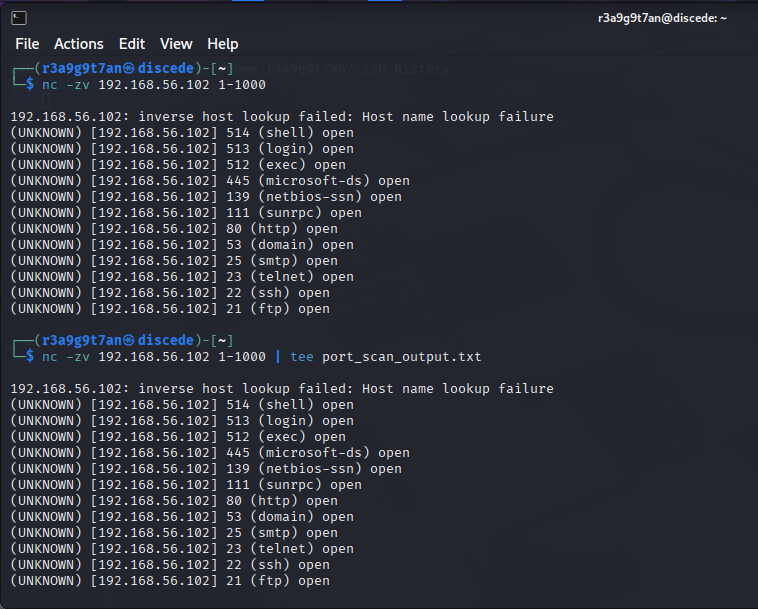 r3a9g9t7an@discede: ~
File Actions Edit View Help
┌──(r3a9g9t7an㉿discede)-[~]
└─$ nc -zv 192.168.56.102 1-1000
192.168.56.102: inverse host lookup failed: Host name lookup failure
(UNKNOWN) [192.168.56.102] 514 (shell) open
(UNKNOWN) [192.168.56.102] 513 (login) open
(UNKNOWN) [192.168.56.102] 512 (exec) open
(UNKNOWN) [192.168.56.102] 445 (microsoft-ds) open
(UNKNOWN) [192.168.56.102] 139 (netbios-ssn) open
(UNKNOWN) [192.168.56.102] 111 (sunrpc) open
(UNKNOWN) [192.168.56.102] 80 (http) open
(UNKNOWN) [192.168.56.102] 53 (domain) open
(UNKNOWN) [192.168.56.102] 25 (smtp) open
(UNKNOWN) [192.168.56.102] 23 (telnet) open
(UNKNOWN) [192.168.56.102] 22 (ssh) open
(UNKNOWN) [192.168.56.102] 21 (ftp) open
┌──(r3a9g9t7an㉿discede)-[~]
└─$ nc -zv 192.168.56.102 1-1000 | tee port_scan_output.txt
192.168.56.102: inverse host lookup failed: Host name lookup failure
(UNKNOWN) [192.168.56.102] 514 (shell) open
(UNKNOWN) [192.168.56.102] 513 (login) open
(UNKNOWN) [192.168.56.102] 512 (exec) open
(UNKNOWN) [192.168.56.102] 445 (microsoft-ds) open
(UNKNOWN) [192.168.56.102] 139 (netbios-ssn) open
(UNKNOWN) [192.168.56.102] 111 (sunrpc) open
(UNKNOWN) [192.168.56.102] 80 (http) open
(UNKNOWN) [192.168.56.102] 53 (domain) open
(UNKNOWN) [192.168.56.102] 25 (smtp) open
(UNKNOWN) [192.168.56.102] 23 (telnet) open
(UNKNOWN) [192.168.56.102] 22 (ssh) open
(UNKNOWN) [192.168.56.102] 21 (ftp) open